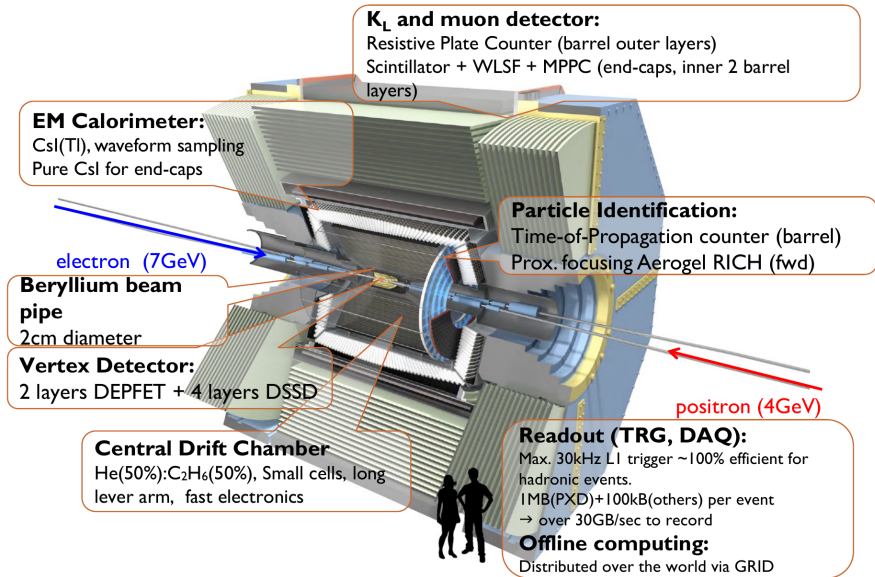 K_L and muon detector:
Resistive Plate Counter (barrel outer layers)
Scintillator + WLSF + MPPC (end-caps, inner 2 barrel
layers)
EM Calorimeter:
CsI(Tl), waveform sampling
Pure CsI for end-caps
Particle Identification:
Time-of-Propagation counter (barrel)
Prox. focusing Aerogel RICH (fwd)
electron (7GeV)
Beryllium beam
pipe
2cm diameter
Vertex Detector:
2 layers DEPFET + 4 layers DSSD
positron (4GeV)
Central Drift Chamber
He(50%):C₂H₆(50%), Small cells, long
lever arm, fast electronics
Readout (TRG, DAQ):
Max. 30kHz L1 trigger ~100% efficient for
hadronic events.
1MB(PXD)+100kB(others) per event
→ over 30GB/sec to record
Offline computing:
Distributed over the world via GRID